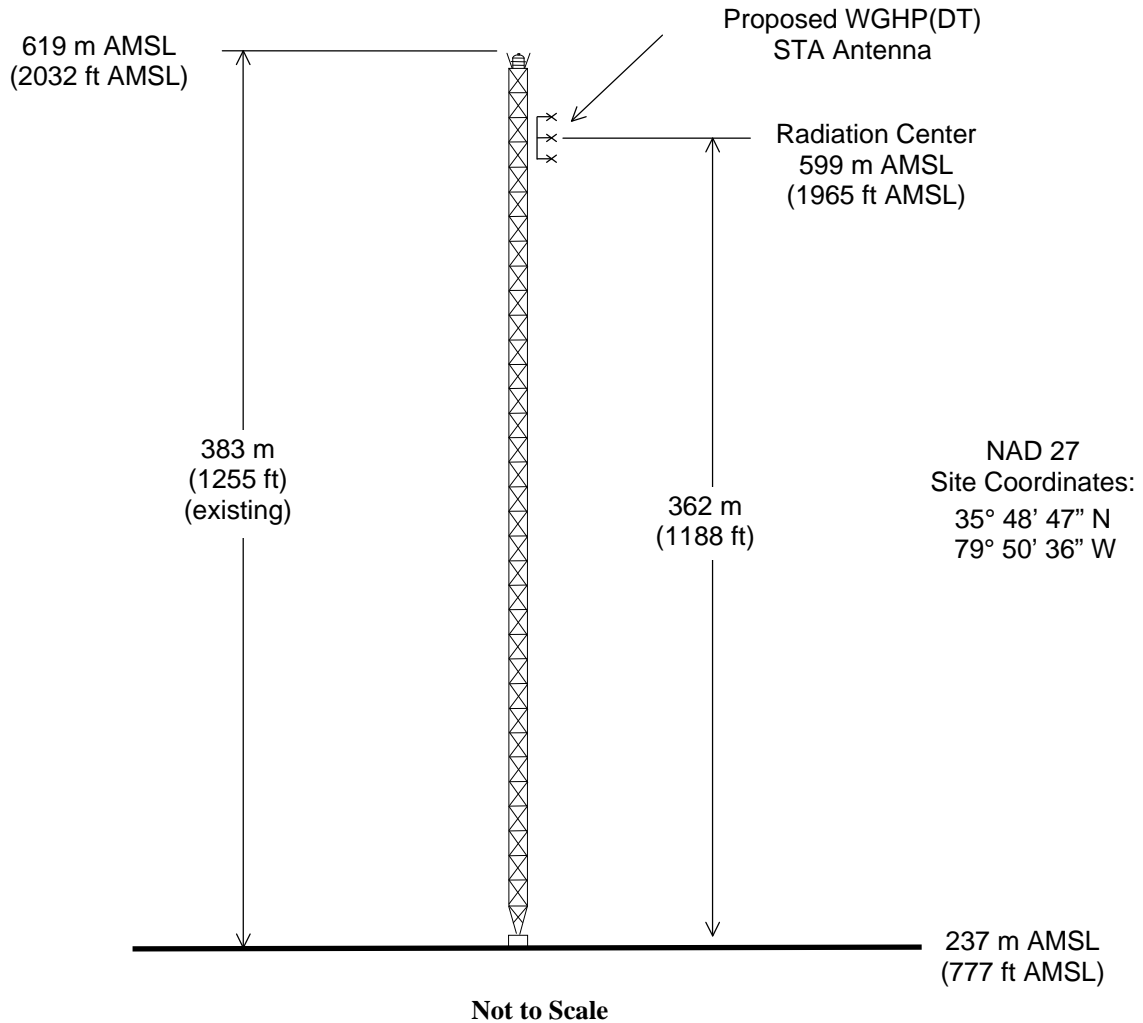 Proposed WGHP(DT)
STA Antenna
619 m AMSL
(2032 ft AMSL)
Radiation Center
599 m AMSL
(1965 ft AMSL)
383 m
(1255 ft)
(existing)
362 m
(1188 ft)
NAD 27
Site Coordinates:
35° 48’ 47” N
79° 50’ 36” W
237 m AMSL
(777 ft AMSL)
Not to Scale